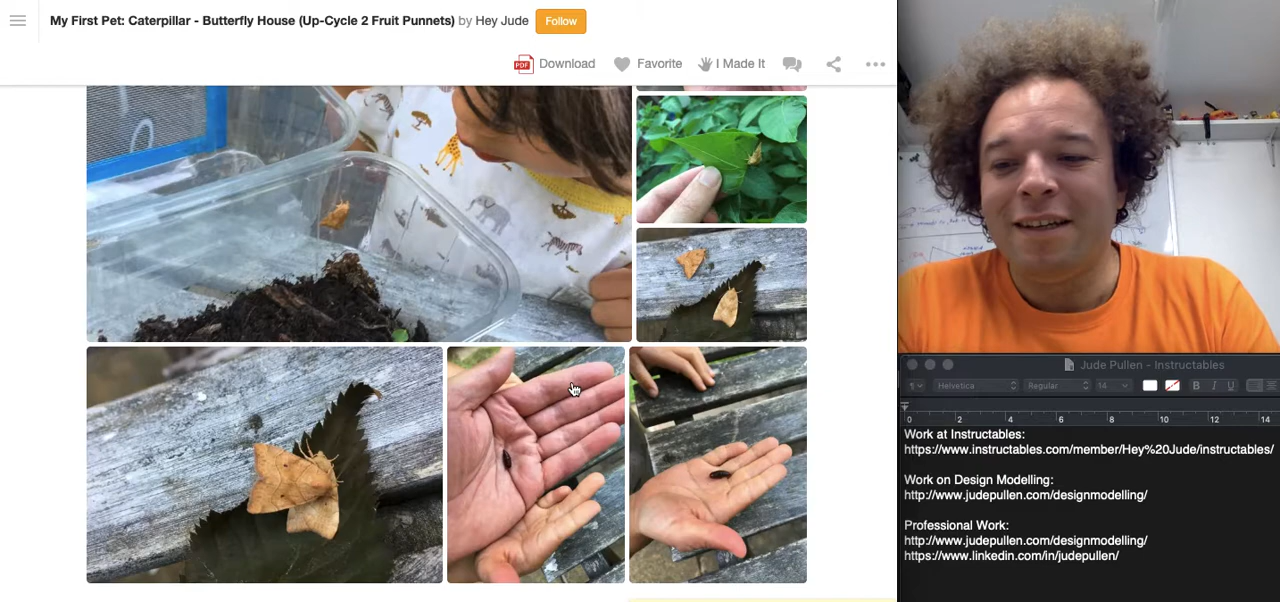 My First Pet: Caterpillar - Butterfly House (Up-Cycle 2 Fruit Punnets) by Hey Jude Follow
PDF Download Favorite I Made It
Jude Pullen - Instructables
¶ Helvetica Regular 14 B I U
0 2 4 6 8 10 12 14
Work at Instructables:
https://www.instructables.com/member/Hey%20Jude/instructables/
Work on Design Modelling:
http://www.judepullen.com/designmodelling/
Professional Work:
http://www.judepullen.com/designmodelling/
https://www.linkedin.com/in/judepullen/